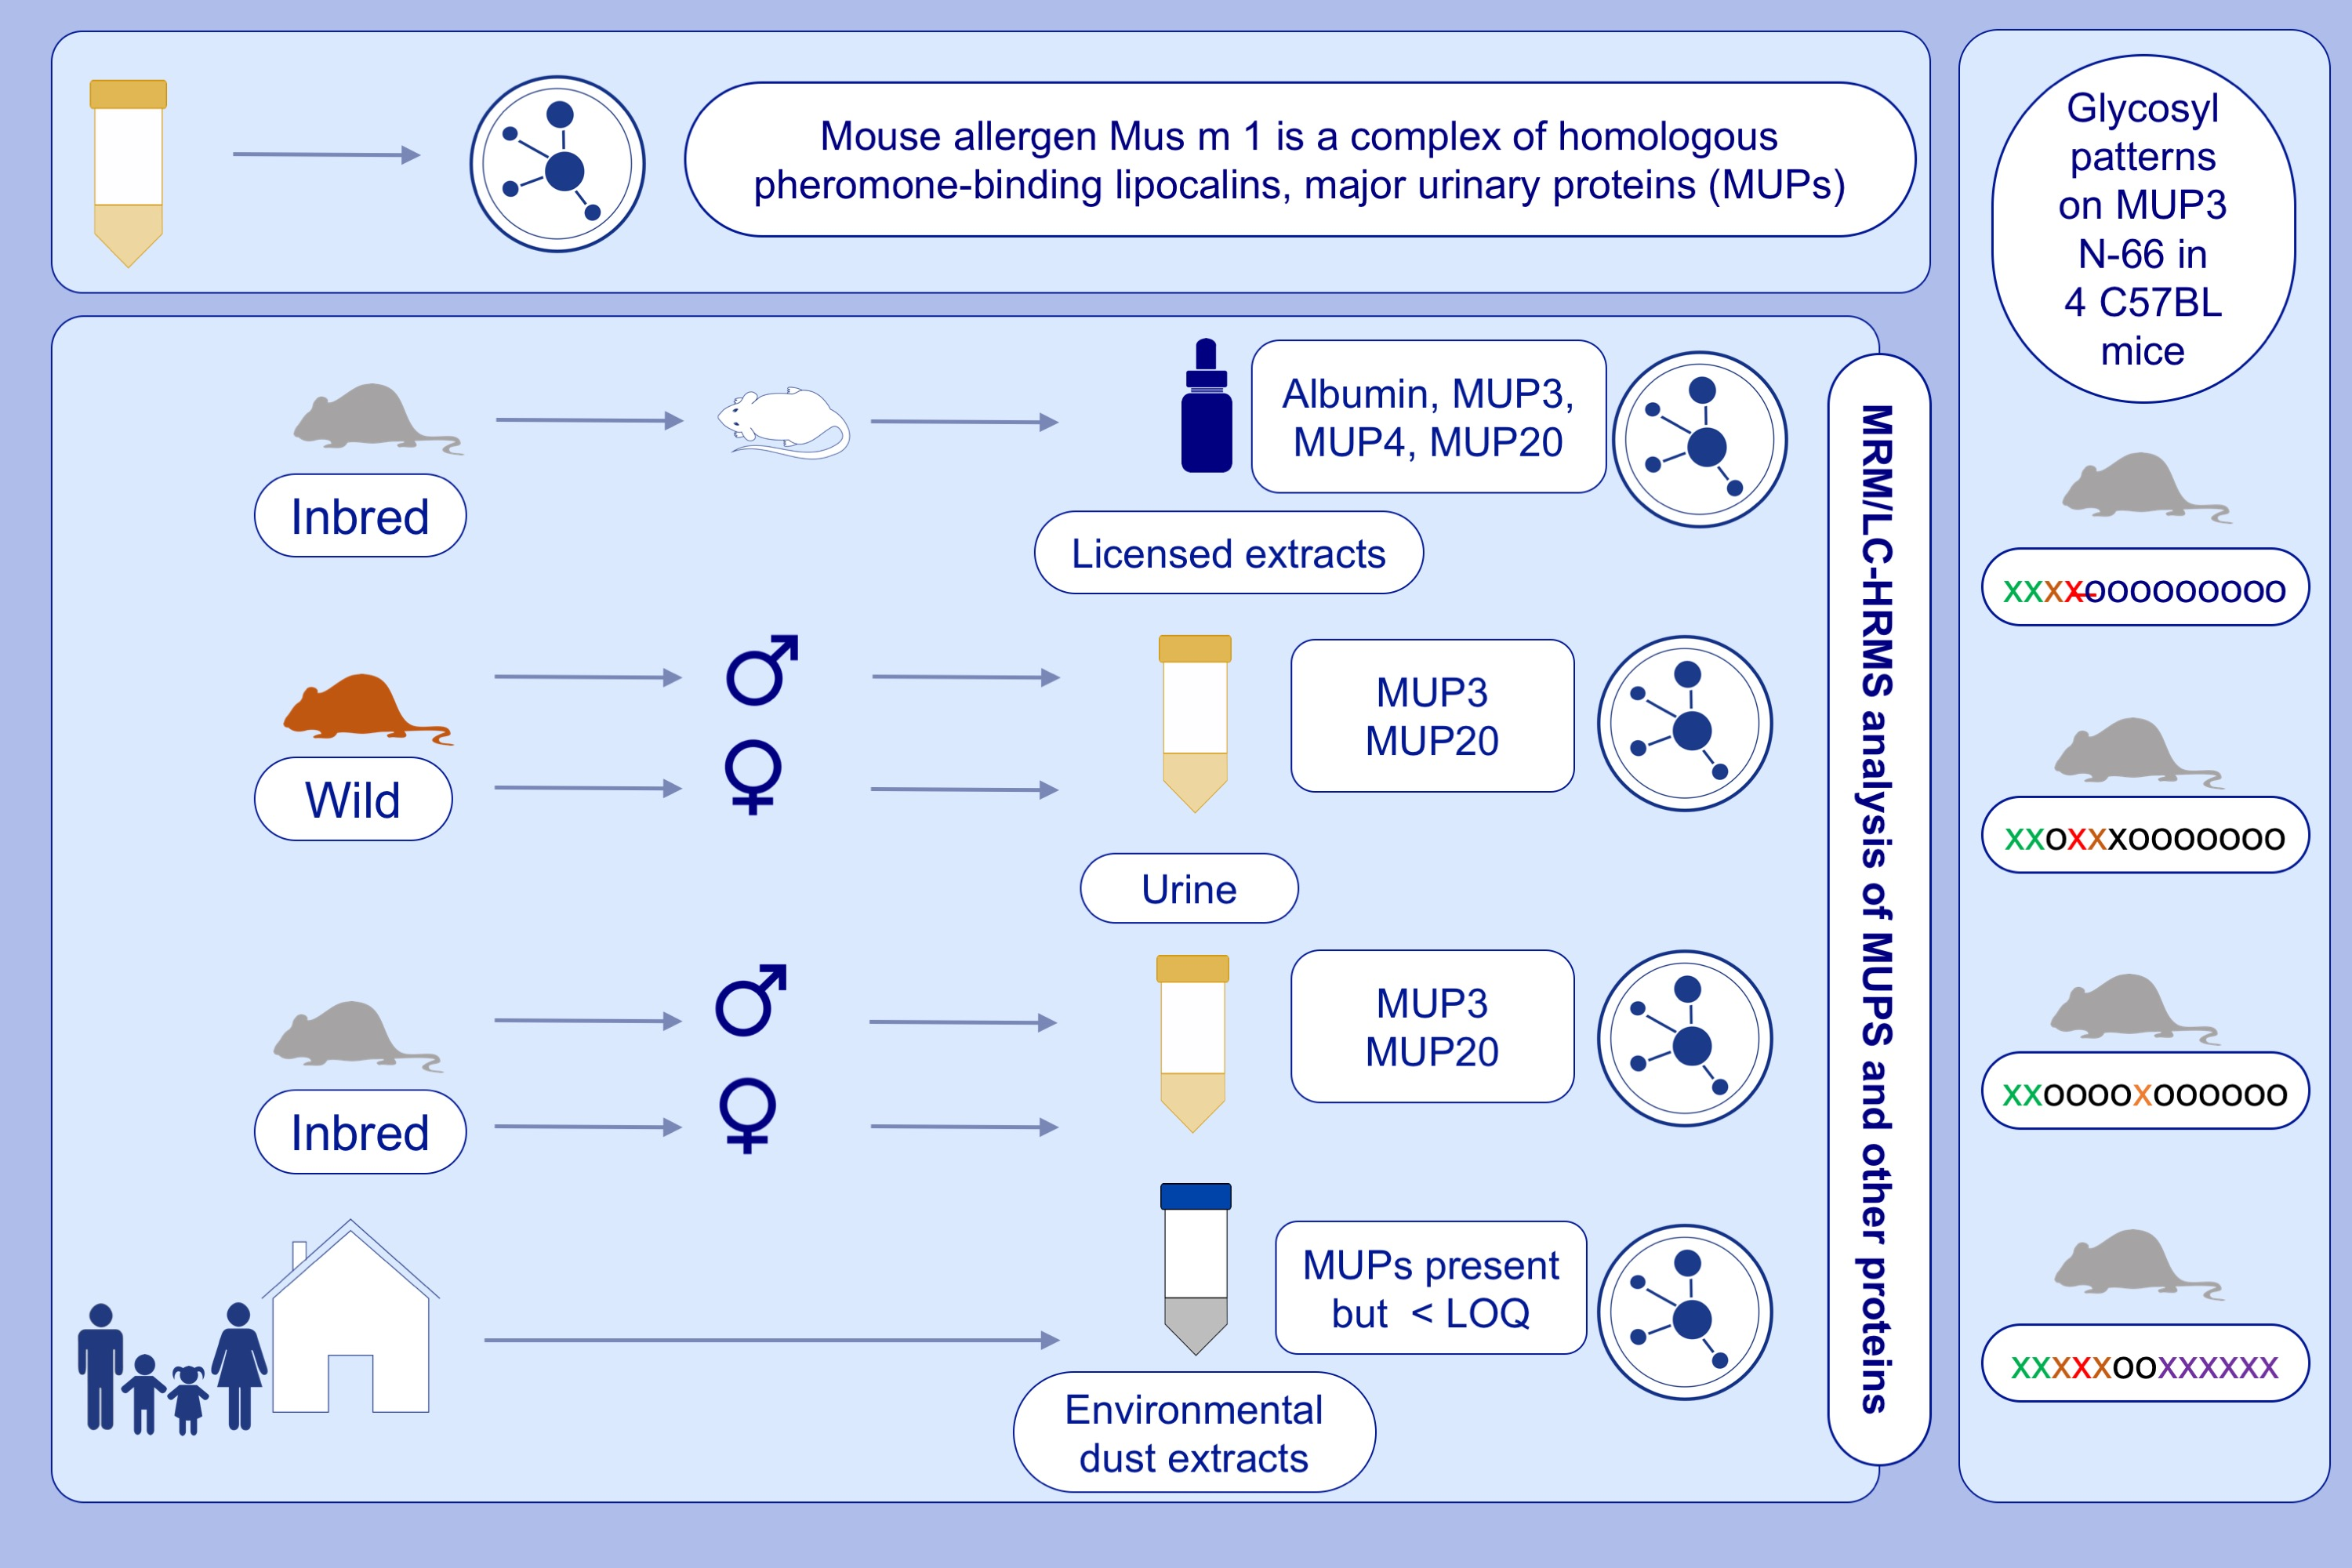 Mouse allergen Mus m 1 is a complex of homologous
pheromone-binding lipocalins, major urinary proteins (MUPs)
Inbred
Albumin, MUP3,
MUP4, MUP20
Licensed extracts
Wild
MUP3
MUP20
Urine
Inbred
MUP3
MUP20
MUPs present
but < LOQ
Environmental
dust extracts
MRM/LC-HRMS analysis of MUPS and other proteins
Glycosyl
patterns
on MUP3
N-66 in
4 C57BL
mice
xxxxooooooooo
xxoxxxooooooo
xxooooxoooooo
xxxxxooxxxxxx